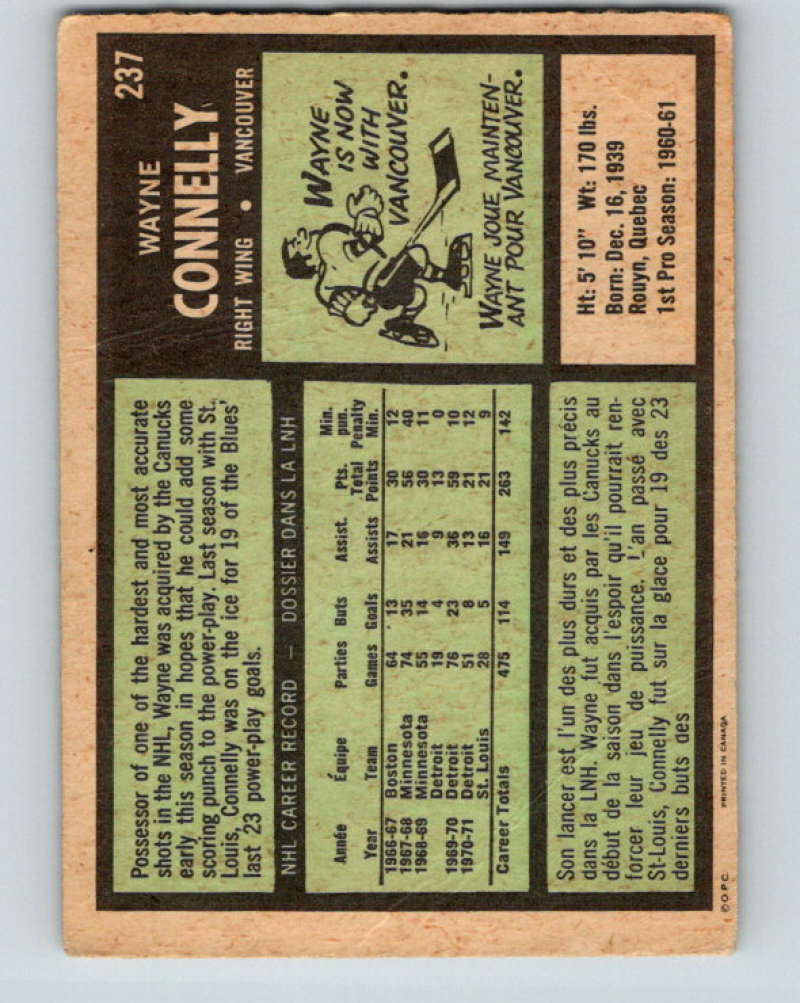 237
WAYNE
CONNELLY
RIGHT WING • VANCOUVER
WAYNE
IS NOW
WITH
VANCOUVER.
WAYNE JOUE MAINTEN-
ANT POUR VANCOUVER.
Ht: 5' 10" Wt: 170 lbs.
Born: Dec. 16, 1939
Rouyn, Quebec
1st Pro Season: 1960-61
Possessor of one of the hardest and most accurate
shots in the NHL, Wayne was acquired by the Canucks
early this season in hopes that he could add some
scoring punch to the power-play. Last season with St.
Louis, Connelly was on the ice for 19 of the Blues'
last 23 power-play goals.
NHL CAREER RECORD — DOSSIER DANS LA LNH
Année Équipe Parties Buts Assist. Pts. Total Min. pun.
Year Team Games Goals Assists Points Penalty Min.
1966-67 Boston 64 13 17 30 12
1967-68 Minnesota 74 35 21 56 40
1968-69 Minnesota 55 14 16 30 11
Detroit 19 4 9 13 0
1969-70 Detroit 76 23 36 59 10
1970-71 Detroit 51 8 13 21 12
St. Louis 28 5 16 21 9
Career Totals 475 114 149 263 142
Son lancer est l'un des plus durs et des plus précis
dans la LNH. Wayne fut acquis par les Canucks au
début de la saison dans l'espoir qu'il pourrait ren-
forcer leur jeu de puissance. L'an passé avec
St-Louis, Connelly fut sur la glace pour 19 des 23
derniers buts des
© O.P.C. PRINTED IN CANADA